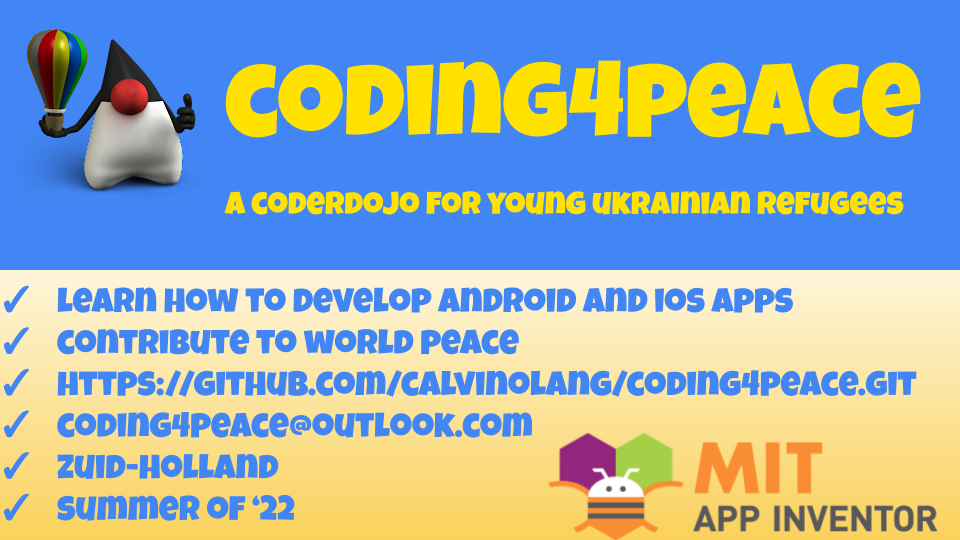 CODING4PEACE
A CODERDOJO FOR YOUNG UKRAINIAN REFUGEES
✓ LEARN HOW TO DEVELOP ANDROID AND IOS APPS
✓ CONTRIBUTE TO WORLD PEACE
✓ HTTPS://GITHUB.COM/CALVINOLANG/CODING4PEACE.GIT
✓ CODING4PEACE@OUTLOOK.COM
✓ ZUID-HOLLAND
✓ SUMMER OF ‘22
MIT
APP INVENTOR